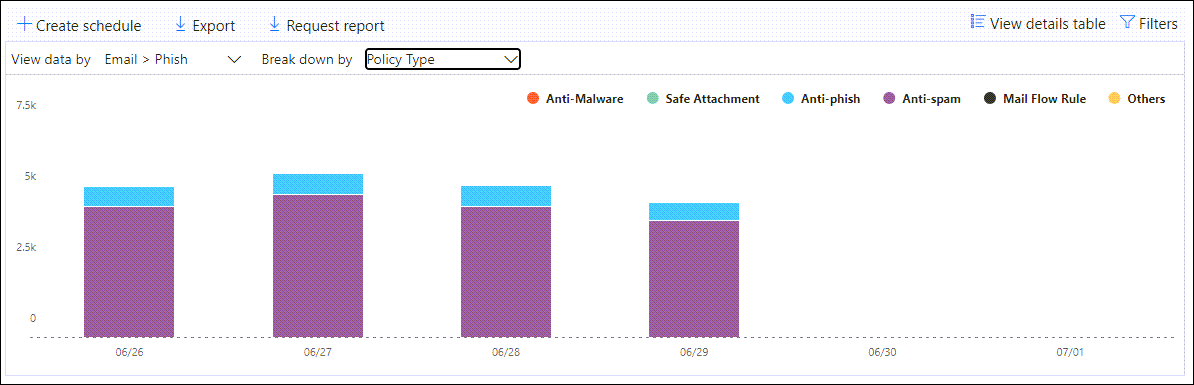 Create schedule Export Request report View details table Filters
View data by Email > Phish Break down by Policy Type
Anti-Malware Safe Attachment Anti-phish Anti-spam Mail Flow Rule Others
7.5k
5k
2.5k
0
06/26 06/27 06/28 06/29 06/30 07/01